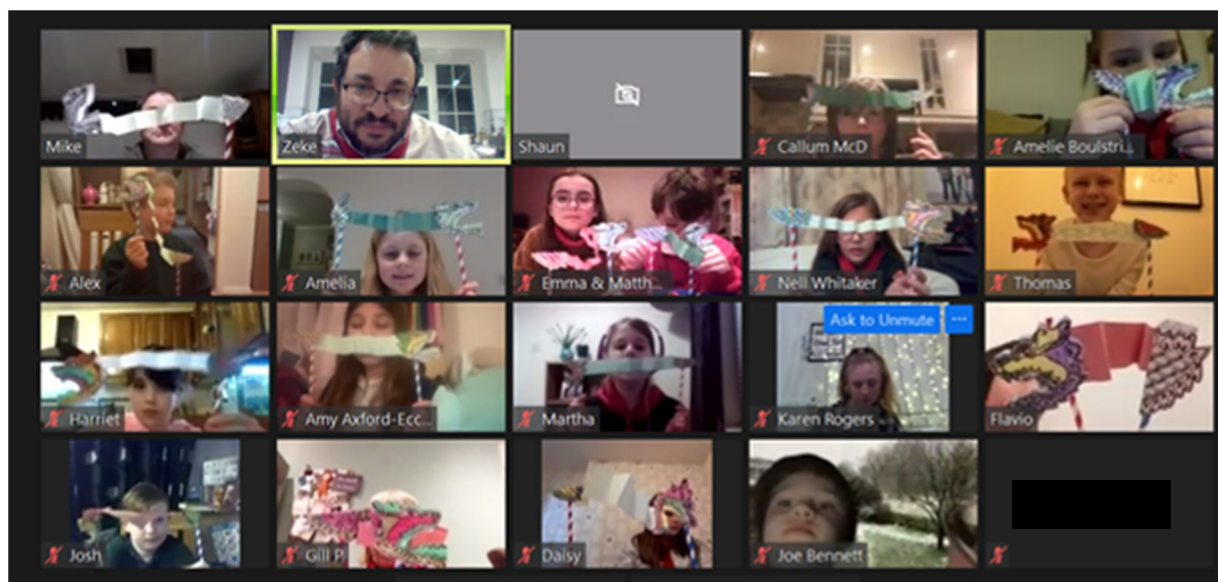 Mike
Zeke
Shaun
Callum McD
Amelie Boulstri...
Alex
Amelia
Emma & Matth...
Nell Whitaker
Thomas
Ask to Unmute ...
Harriet
Amy Axford-Ecc...
Martha
Karen Rogers
Flavio
Josh
Gill P
Daisy
Joe Bennett